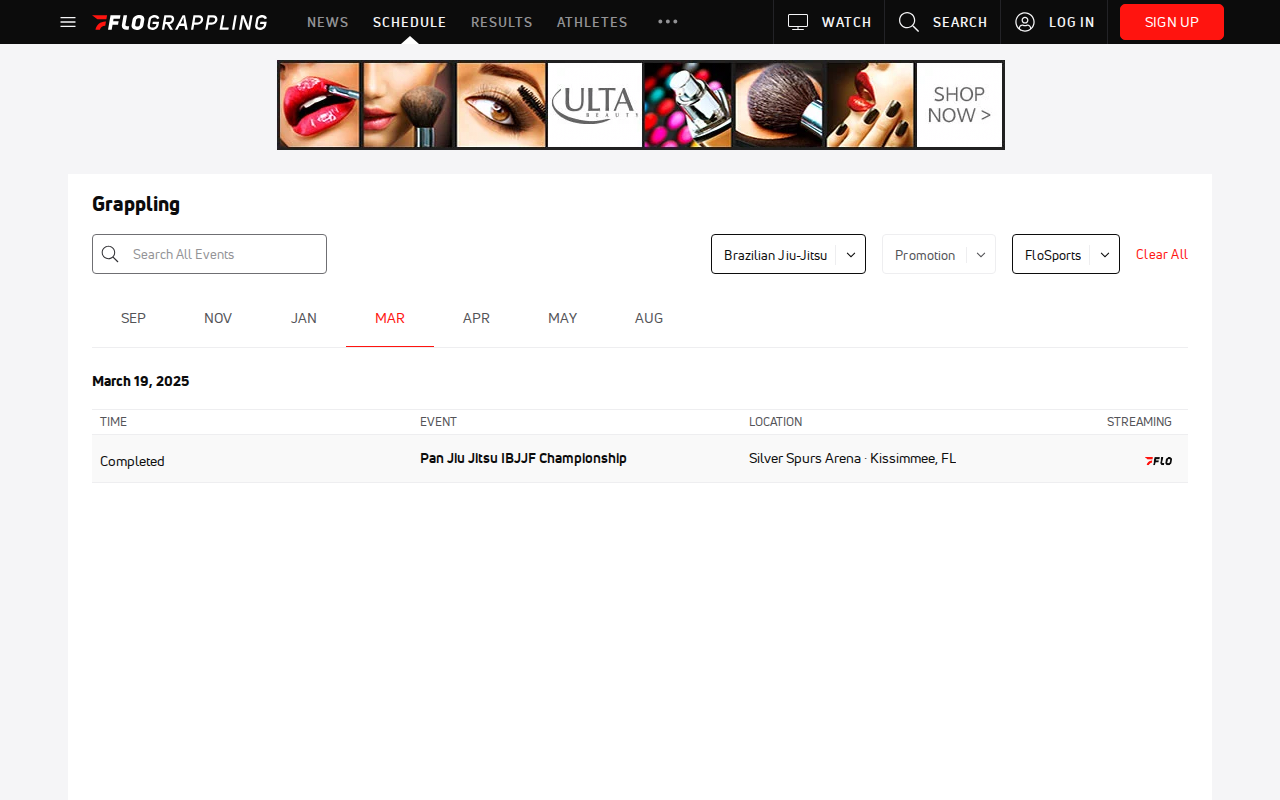 FLOGRAPPLING NEWS SCHEDULE RESULTS ATHLETES WATCH SEARCH LOG IN SIGN UP
ULTA BEAUTY SHOP NOW >
Grappling
Search All Events Brazilian Jiu-Jitsu Promotion FloSports Clear All
SEP NOV JAN MAR APR MAY AUG
March 19, 2025
TIME EVENT LOCATION STREAMING
Completed Pan Jiu Jitsu IBJJF Championship Silver Spurs Arena · Kissimmee, FL FLO